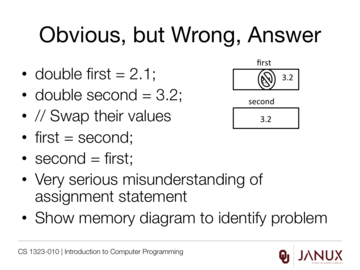 Obvious, but Wrong, Answer
• double first = 2.1;
• double second = 3.2;
• // Swap their values
• first = second;
• second = first;
• Very serious misunderstanding of
assignment statement
• Show memory diagram to identify problem
first
3.2
second
3.2
CS 1323-010 | Introduction to Computer Programming
JANUX